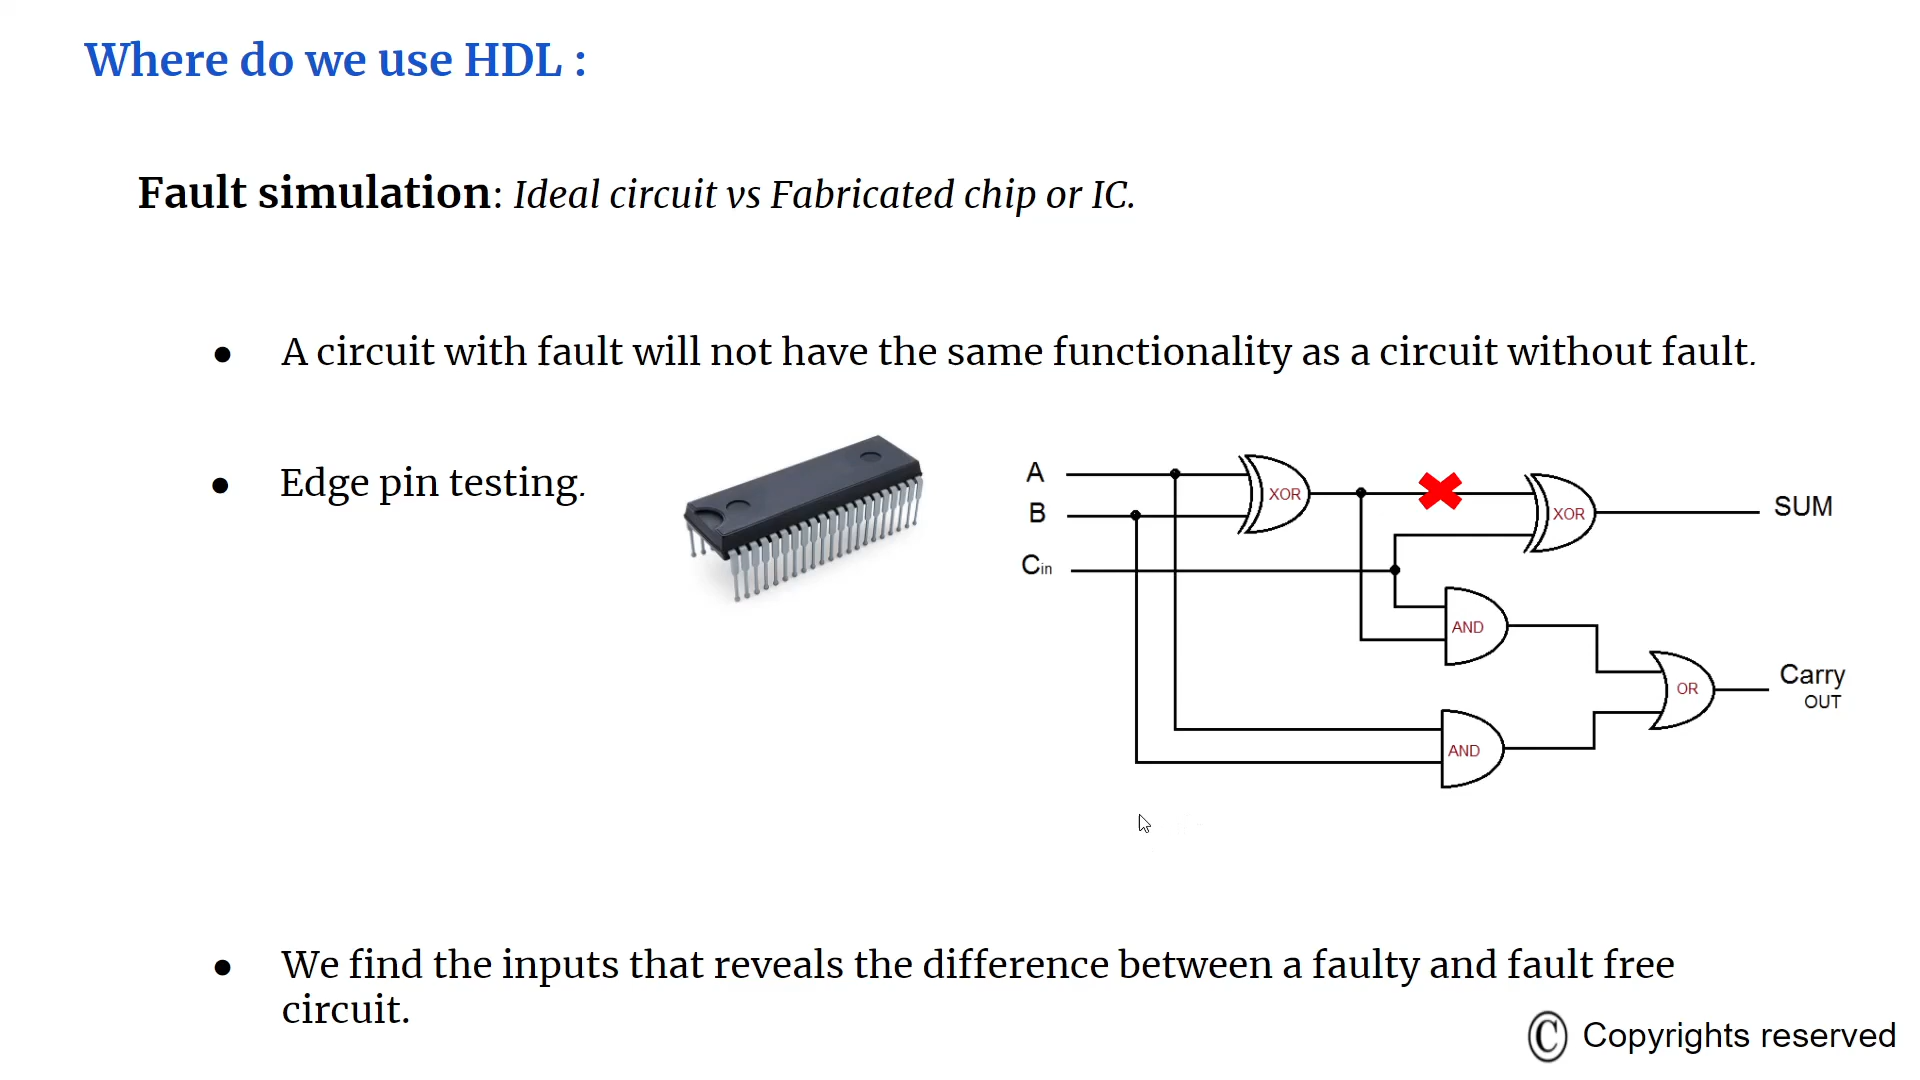 Where do we use HDL :
Fault simulation: Ideal circuit vs Fabricated chip or IC.
● A circuit with fault will not have the same functionality as a circuit without fault.
● Edge pin testing.
A
B
Cin
XOR
XOR
SUM
AND
AND
OR
Carry
OUT
● We find the inputs that reveals the difference between a faulty and fault free
circuit.
© Copyrights reserved